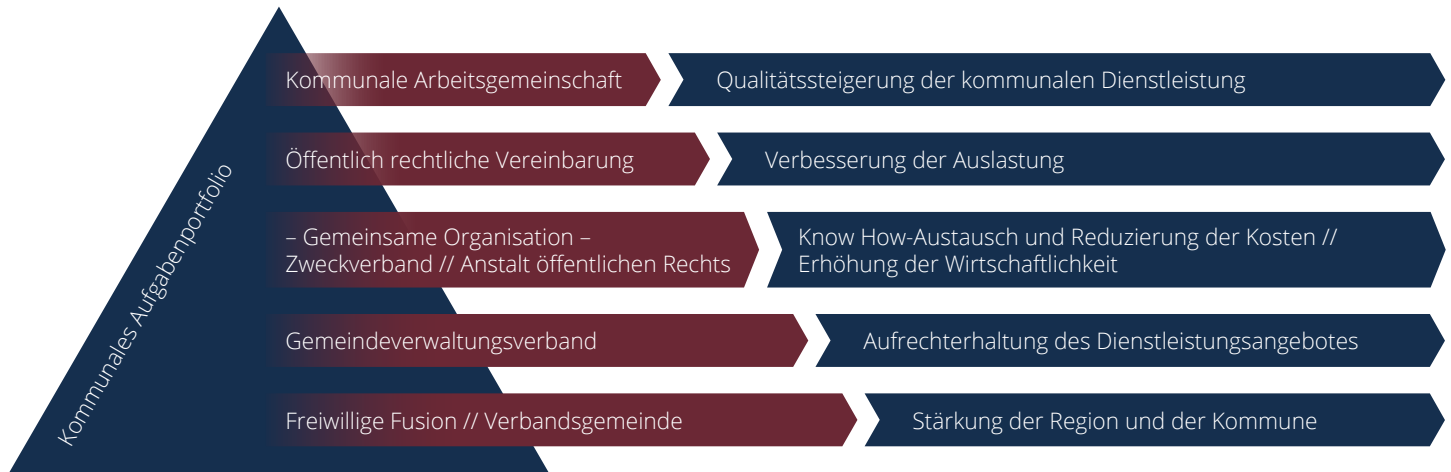 Kommunales Aufgabenportfolio
Kommunale Arbeitsgemeinschaft
Qualitätssteigerung der kommunalen Dienstleistung
Öffentlich rechtliche Vereinbarung
Verbesserung der Auslastung
– Gemeinsame Organisation –
Zweckverband // Anstalt öffentlichen Rechts
Know How-Austausch und Reduzierung der Kosten //
Erhöhung der Wirtschaftlichkeit
Gemeindeverwaltungsverband
Aufrechterhaltung des Dienstleistungsangebotes
Freiwillige Fusion // Verbandsgemeinde
Stärkung der Region und der Kommune